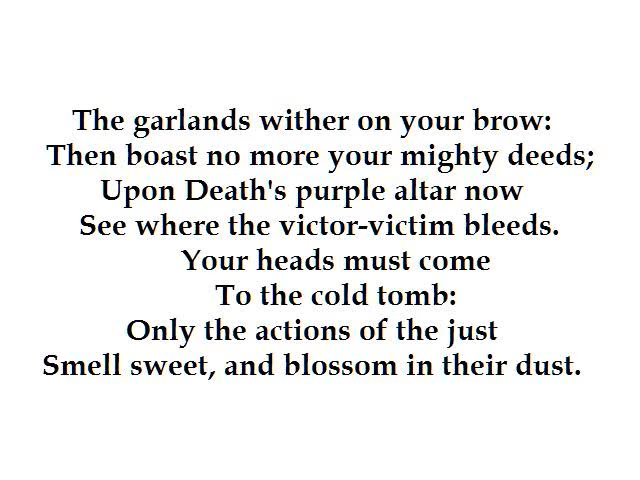 The garlands wither on your brow:
Then boast no more your mighty deeds;
Upon Death's purple altar now
See where the victor-victim bleeds.
Your heads must come
To the cold tomb:
Only the actions of the just
Smell sweet, and blossom in their dust.